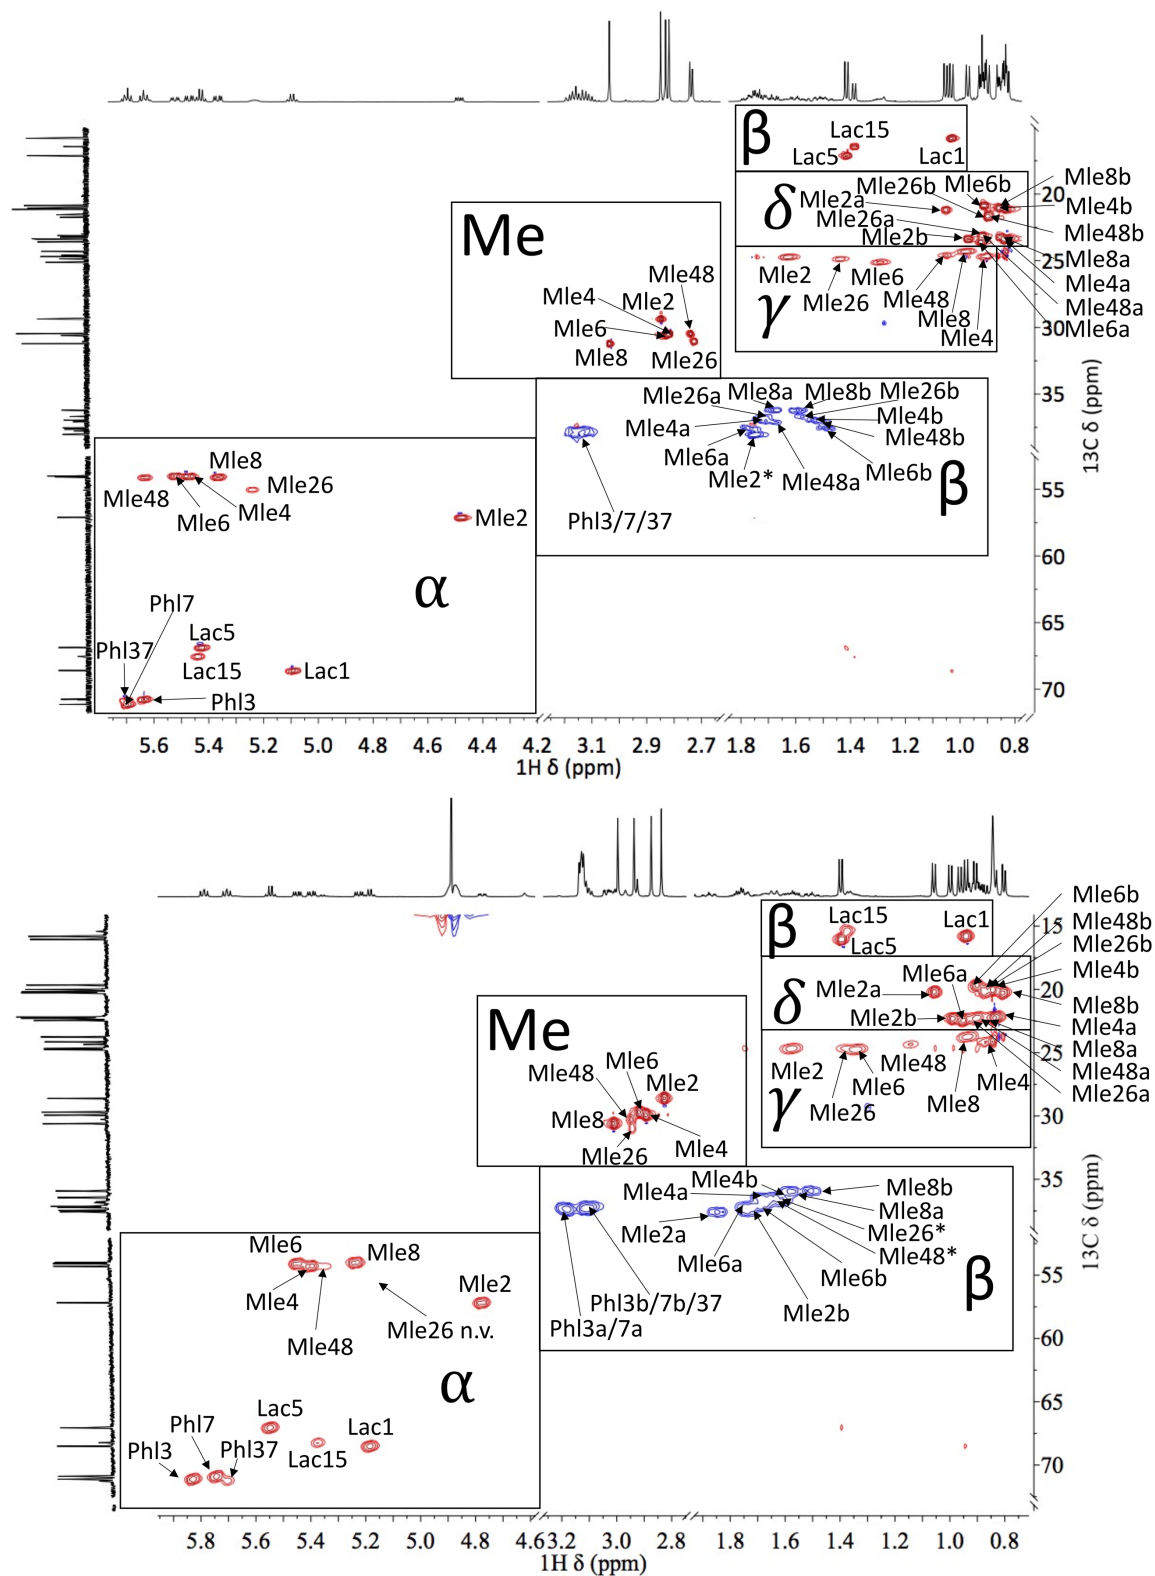 β
Lac15
Lac5
Lac1
Mle8b
20
Mle26b
Mle6b
δ
Mle2a
Mle4b
Mle26a
Mle48b
Mle2b
Me
25
Mle8a
Mle2
Mle6
Mle4a
Mle48
γ
Mle26
Mle48
Mle48a
Mle4
Mle2
Mle8
30
Mle6a
Mle6
Mle4
Mle8
Mle26
13C δ (ppm)
35
Mle26a
Mle8a
Mle8b
Mle26b
Mle4a
Mle4b
Mle48b
Mle6a
Mle6b
Mle2*
Mle48a
β
Phl3/7/37
Mle8
Mle48
Mle26
Mle6
Mle4
Mle2
55
60
α
Phl7
Lac5
65
Phl37
Lac15
Lac1
Phl3
70
5.6 5.4 5.2 5.0 4.8 4.6 4.4 4.2 3.1 2.9 2.7 1.8 1.6 1.4 1.2 1.0 0.8
1H δ (ppm)
Mle6b
β
Lac15
Lac1
15
Mle48b
Lac5
Mle26b
Mle6a
Mle4b
δ
Mle2a
20
Mle8b
Me
Mle2b
Mle4a
Mle8a
Mle6
Mle48
Mle2
Mle2
Mle48
25
Mle48a
Mle6
Mle4
γ
Mle26
Mle8
Mle26a
Mle8
30
Mle26
Mle4
13C δ (ppm)
35
Mle4b
Mle4a
Mle8b
Mle8a
Mle2a
Mle26*
Mle6a
Mle48*
Mle6b
β
Phl3b/7b/37
Mle2b
Phl3a/7a
Mle6
Mle8
Mle4
Mle2
55
Mle48
Mle26 n.v.
60
α
Lac5
Phl7
Lac1
65
Phl3
Phl37
Lac15
70
5.8 5.6 5.4 5.2 5.0 4.8 4.6 3.2 3.0 2.8 1.8 1.6 1.4 1.2 1.0 0.8
1H δ (ppm)